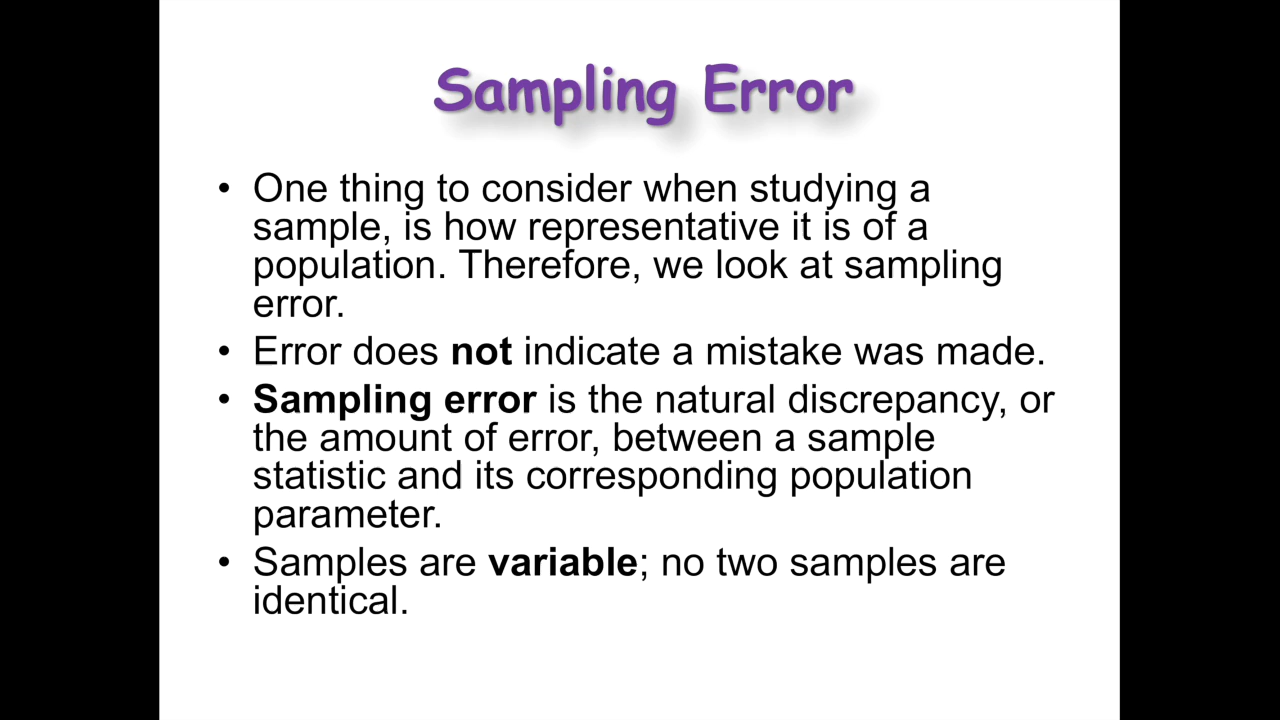 Sampling Error
• One thing to consider when studying a
sample, is how representative it is of a
population. Therefore, we look at sampling
error.
• Error does not indicate a mistake was made.
• Sampling error is the natural discrepancy, or
the amount of error, between a sample
statistic and its corresponding population
parameter.
• Samples are variable; no two samples are
identical.